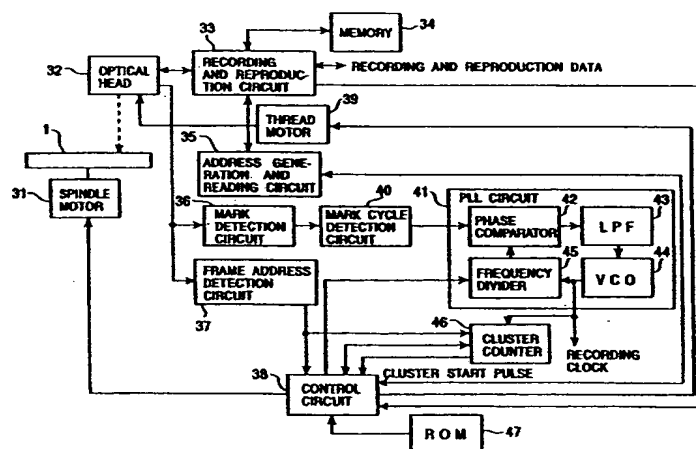 33
MEMORY
34
32
OPTICAL
HEAD
RECORDING
AND REPRODUC-
TION CIRCUIT
RECORDING AND REPRODUCTION DATA
39
THREAD
MOTOR
1
35
ADDRESS GENE-
RATION AND
READING CIRCUIT
31
SPINDLE
MOTOR
36
MARK
DETECTION
CIRCUIT
40
MARK CYCLE
DETECTION
CIRCUIT
41
PLL CIRCUIT
42
PHASE
COMPARATOR
43
LPF
45
FREQUENCY
DIVIDER
44
VCO
FRAME ADDRESS
DETECTION
CIRCUIT
37
46
CLUSTER
COUNTER
RECORDING
CLOCK
CLUSTER START PULSE
38
CONTROL
CIRCUIT
ROM
47